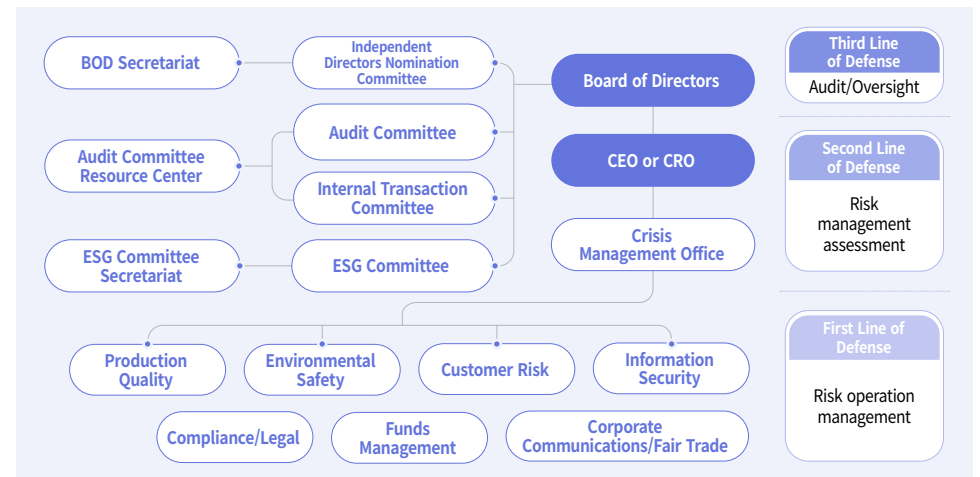 BOD Secretariat
Independent
Directors Nomination
Committee
Board of Directors
Third Line
of Defense
Audit/Oversight
Audit Committee
Resource Center
Audit Committee
CEO or CRO
Second Line
of Defense
Risk
management
assessment
Internal Transaction
Committee
ESG Committee
Secretariat
ESG Committee
Crisis
Management Office
First Line of
Defense
Risk operation
management
Production
Quality
Environmental
Safety
Customer Risk
Information
Security
Compliance/Legal
Funds
Management
Corporate
Communications/Fair Trade